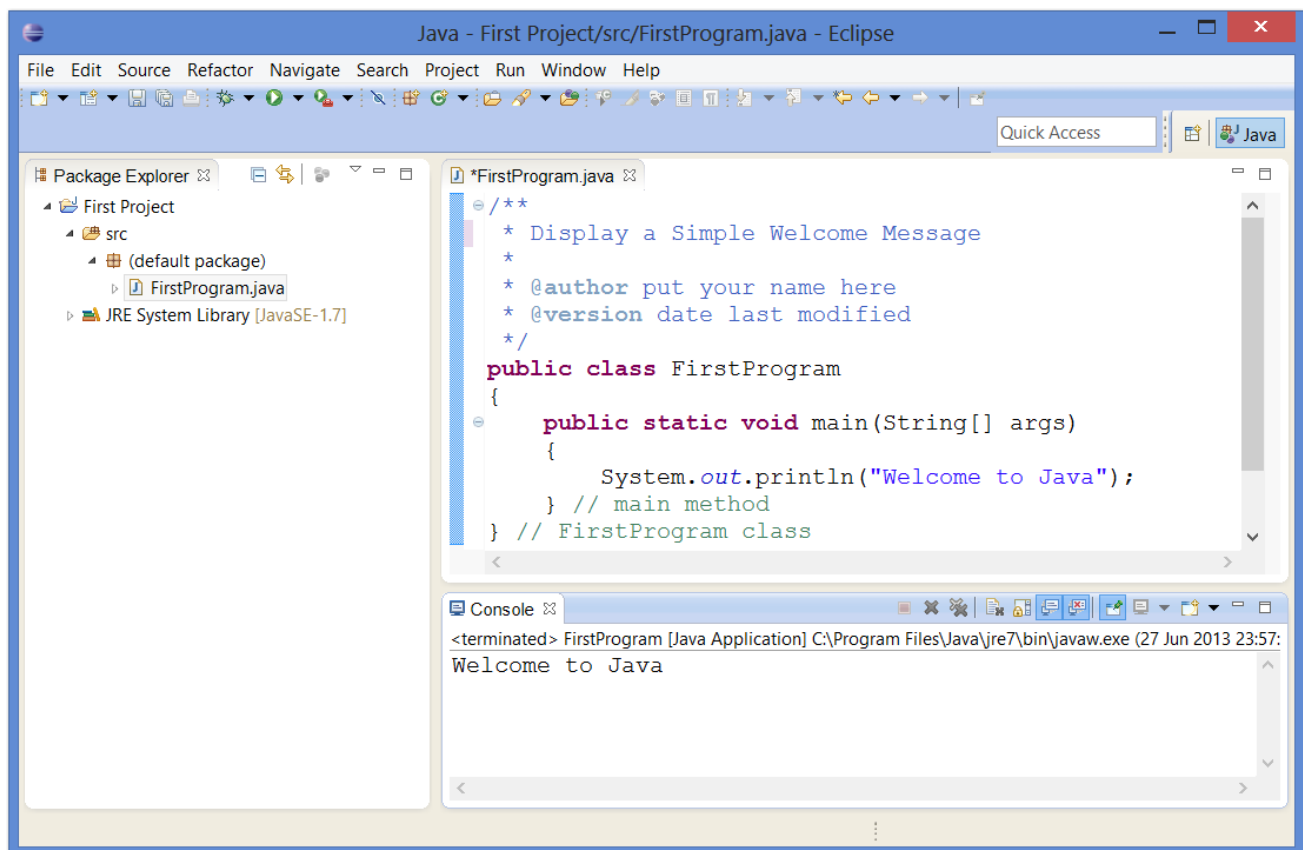 Java - First Project/src/FirstProgram.java - Eclipse
File Edit Source Refactor Navigate Search Project Run Window Help
Quick Access
Java
Package Explorer
First Project
src
(default package)
FirstProgram.java
JRE System Library [JavaSE-1.7]
*FirstProgram.java
/**
* Display a Simple Welcome Message
*
* @author put your name here
* @version date last modified
*/
public class FirstProgram
{
public static void main(String[] args)
{
System.out.println("Welcome to Java");
} // main method
} // FirstProgram class
Console
<terminated> FirstProgram [Java Application] C:\Program Files\Java\jre7\bin\javaw.exe (27 Jun 2013 23:57:
Welcome to Java